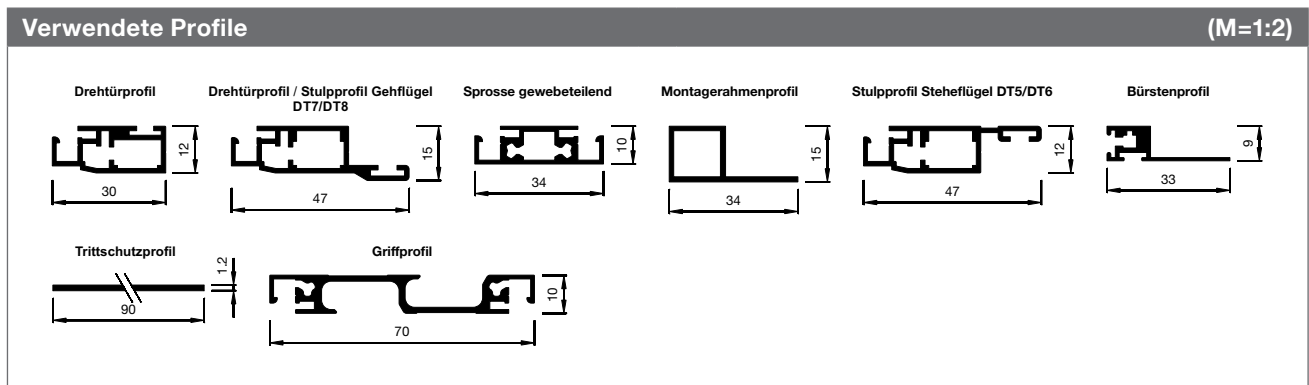 Verwendete Profile (M=1:2)
Drehtürprofil
Drehtürprofil / Stulpprofil Gehflügel
DT7/DT8
Sprosse gewebeteilend
Montagerahmenprofil
Stulpprofil Steheflügel DT5/DT6
Bürstenprofil
12
30
15
47
10
34
15
34
12
47
9
33
Trittschutzprofil
Griffprofil
1.2
90
10
70